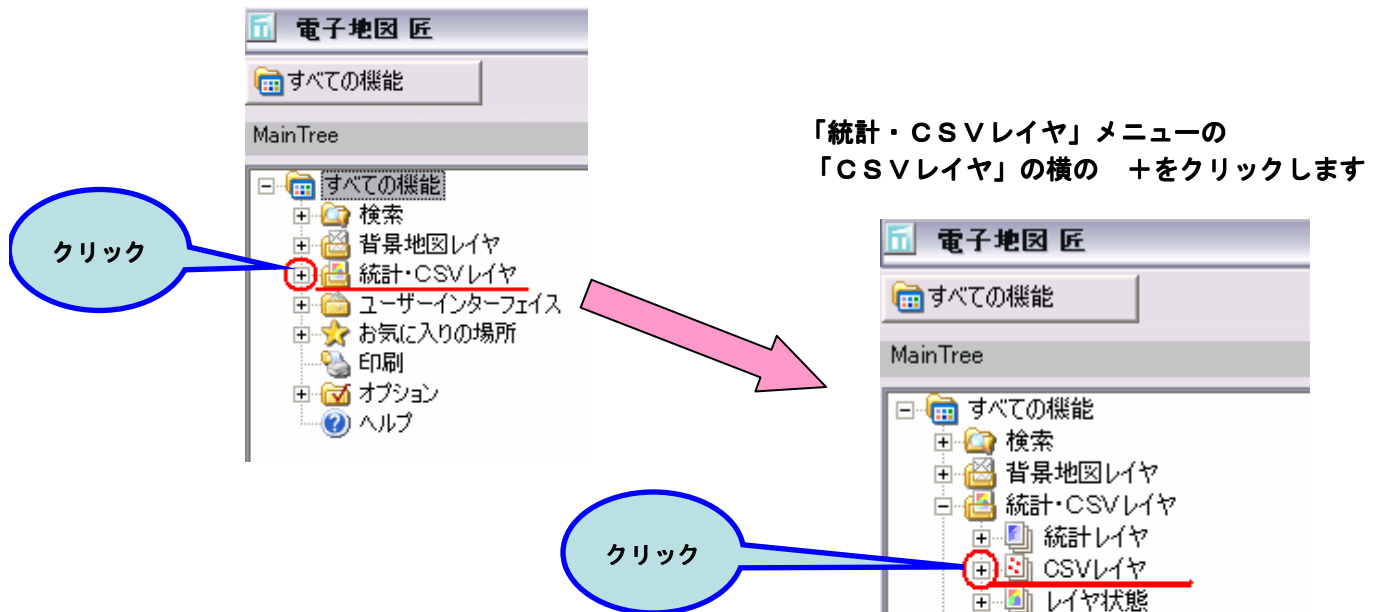 電子地図 匠
すべての機能
MainTree
すべての機能
検索
背景地図レイヤ
統計・CSVレイヤ
ユーザーインターフェイス
お気に入りの場所
印刷
オプション
ヘルプ
クリック
「統計・ＣＳＶレイヤ」メニューの
「ＣＳＶレイヤ」の横の　＋をクリックします
電子地図 匠
すべての機能
MainTree
すべての機能
検索
背景地図レイヤ
統計・CSVレイヤ
統計レイヤ
CSVレイヤ
レイヤ状態
クリック